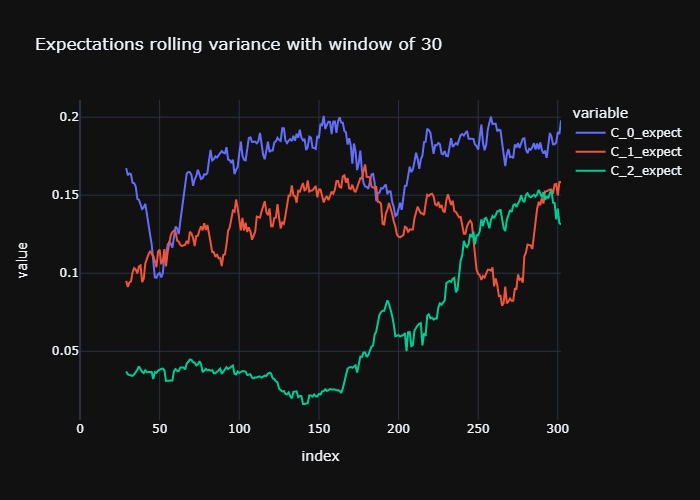 Expectations rolling variance with window of 30
variable
C_0_expect
C_1_expect
C_2_expect
value
0.2
0.15
0.1
0.05
0 50 100 150 200 250 300
index